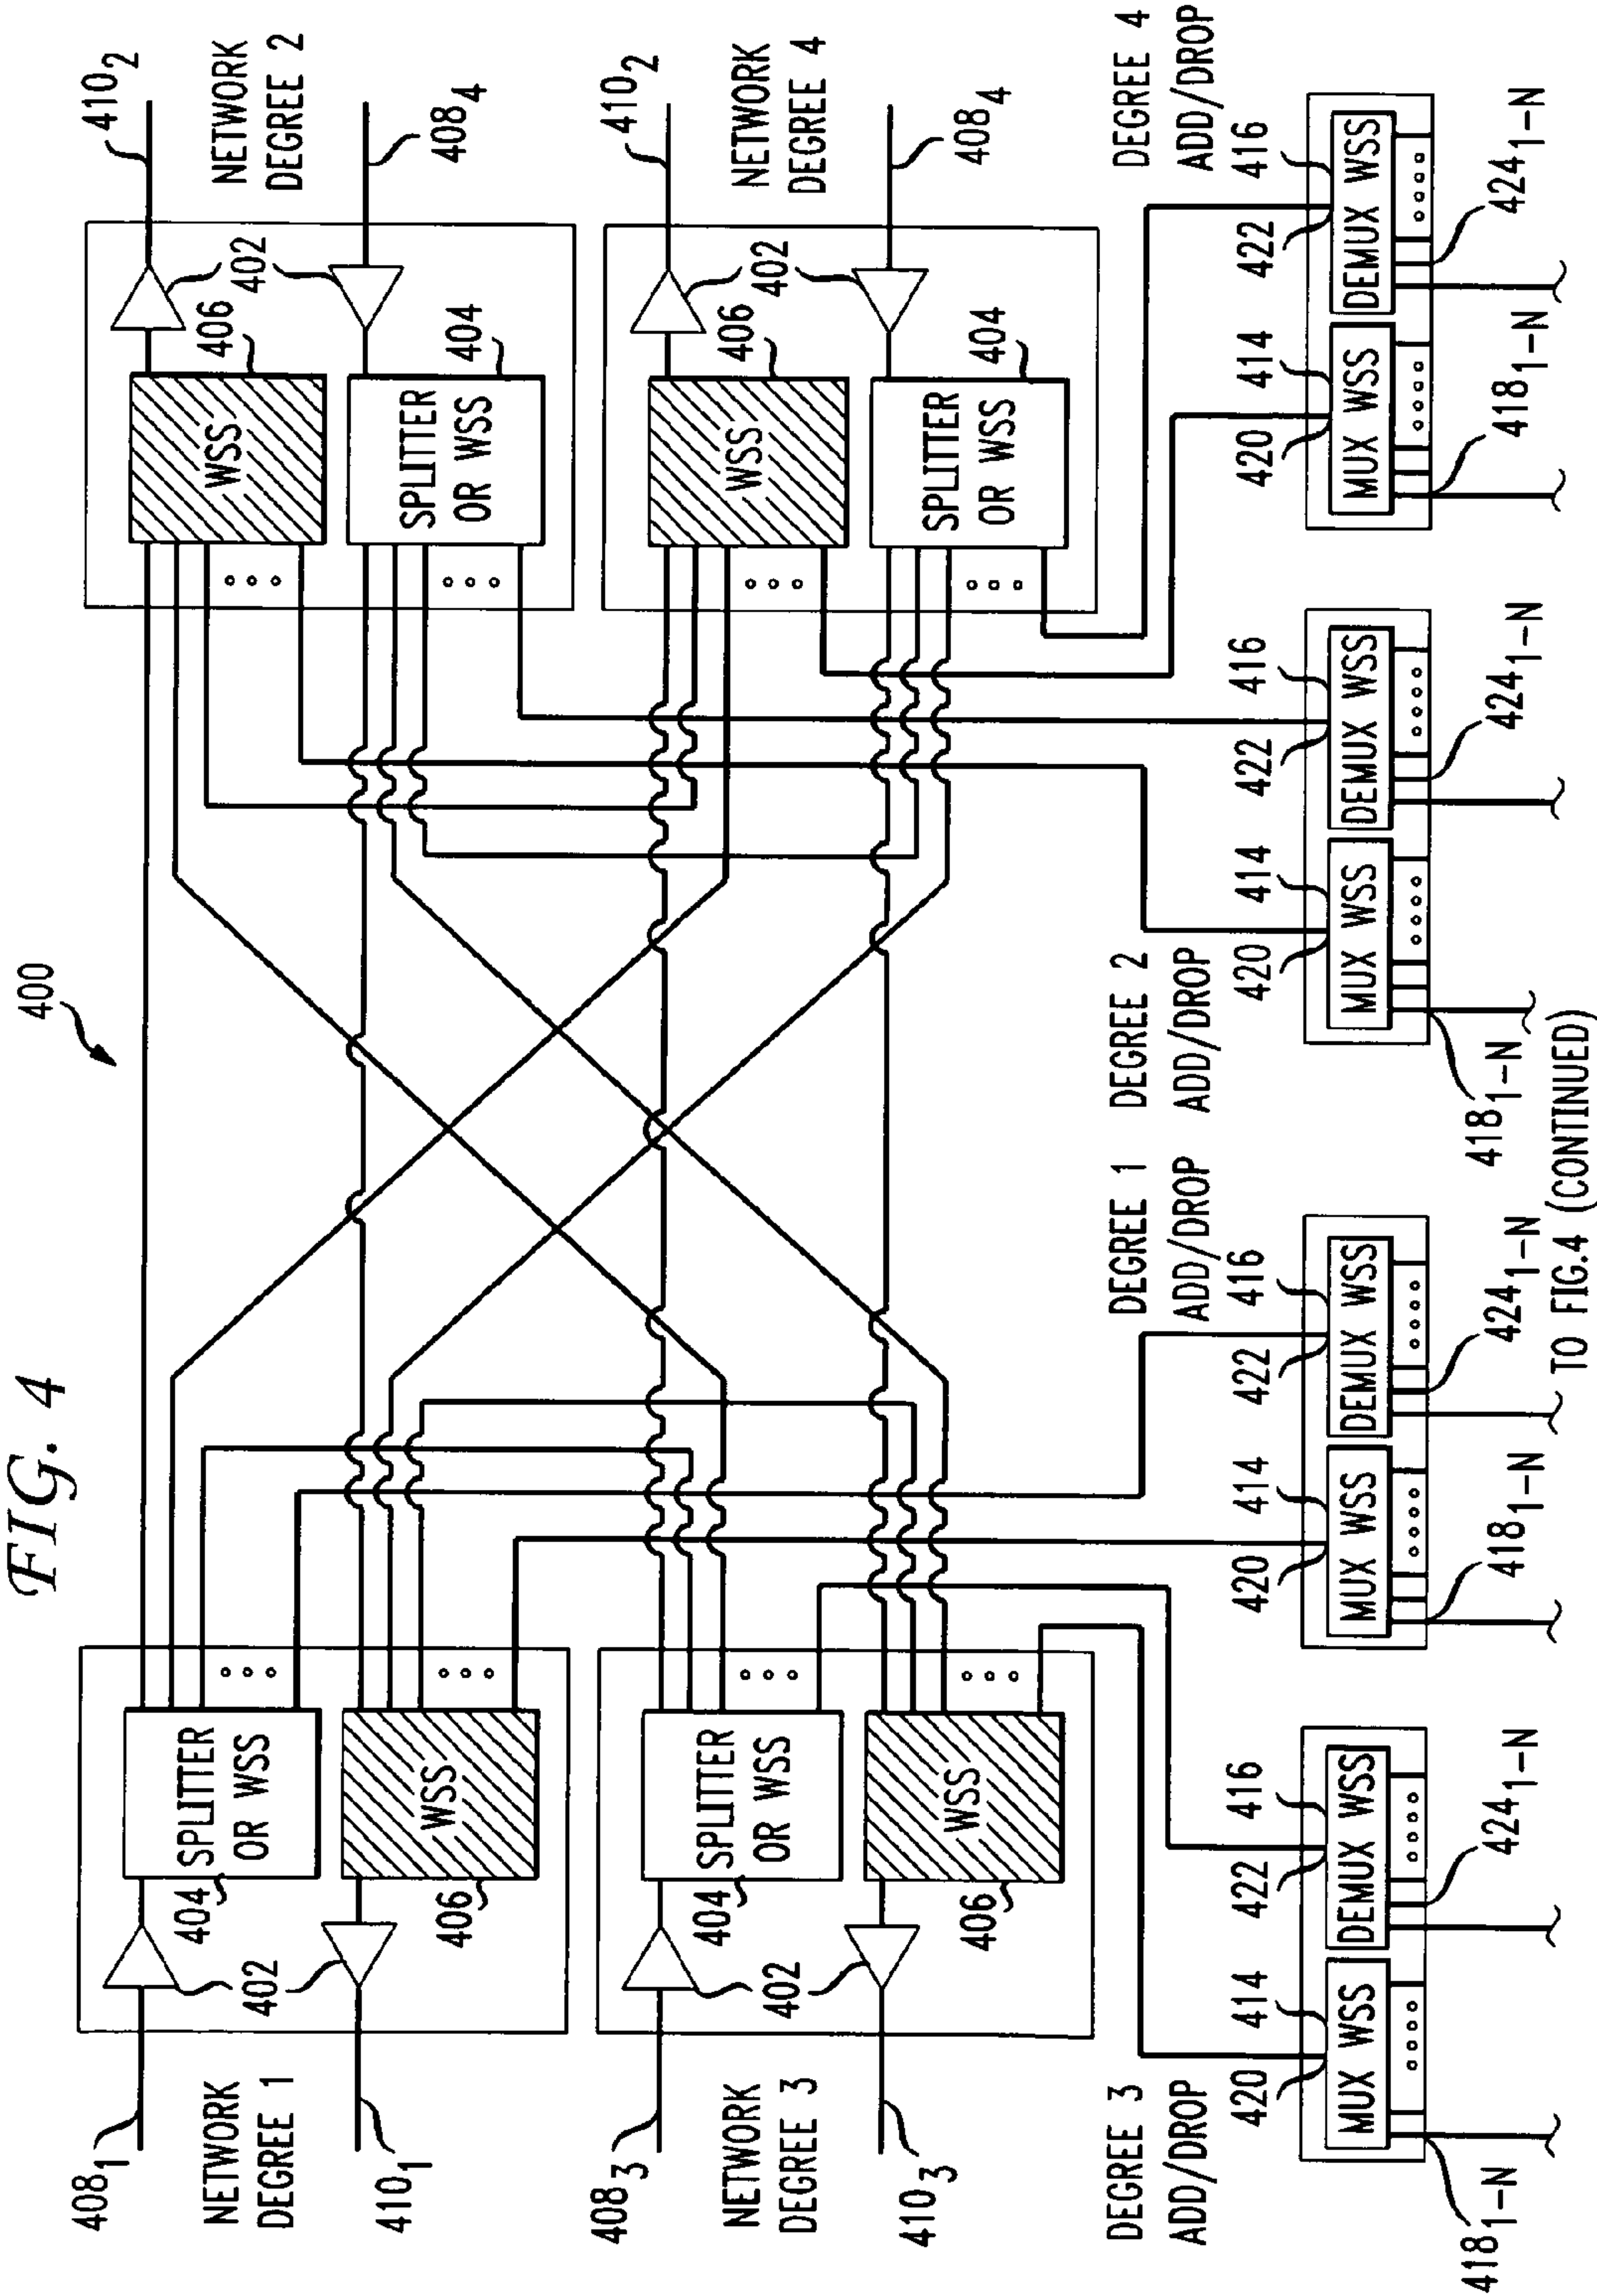 FIG. 4
400
408₁
NETWORK
DEGREE 1
410₁
402
404
SPLITTER
OR WSS
406
WSS
410₂
NETWORK
DEGREE 2
408₄
402
406
WSS
404
SPLITTER
OR WSS
408₃
NETWORK
DEGREE 3
410₃
402
404
SPLITTER
OR WSS
406
WSS
410₂
NETWORK
DEGREE 4
408₄
402
406
WSS
404
SPLITTER
OR WSS
DEGREE 3
ADD/DROP
420
414
422
416
MUX WSS
DEMUX WSS
418₁₋N
424₁₋N
DEGREE 1
ADD/DROP
420
414
422
416
MUX WSS
DEMUX WSS
418₁₋N
424₁₋N
DEGREE 2
ADD/DROP
420
414
422
416
MUX WSS
DEMUX WSS
418₁₋N
424₁₋N
DEGREE 4
ADD/DROP
420
414
422
416
MUX WSS
DEMUX WSS
418₁₋N
424₁₋N
TO FIG.4 (CONTINUED)